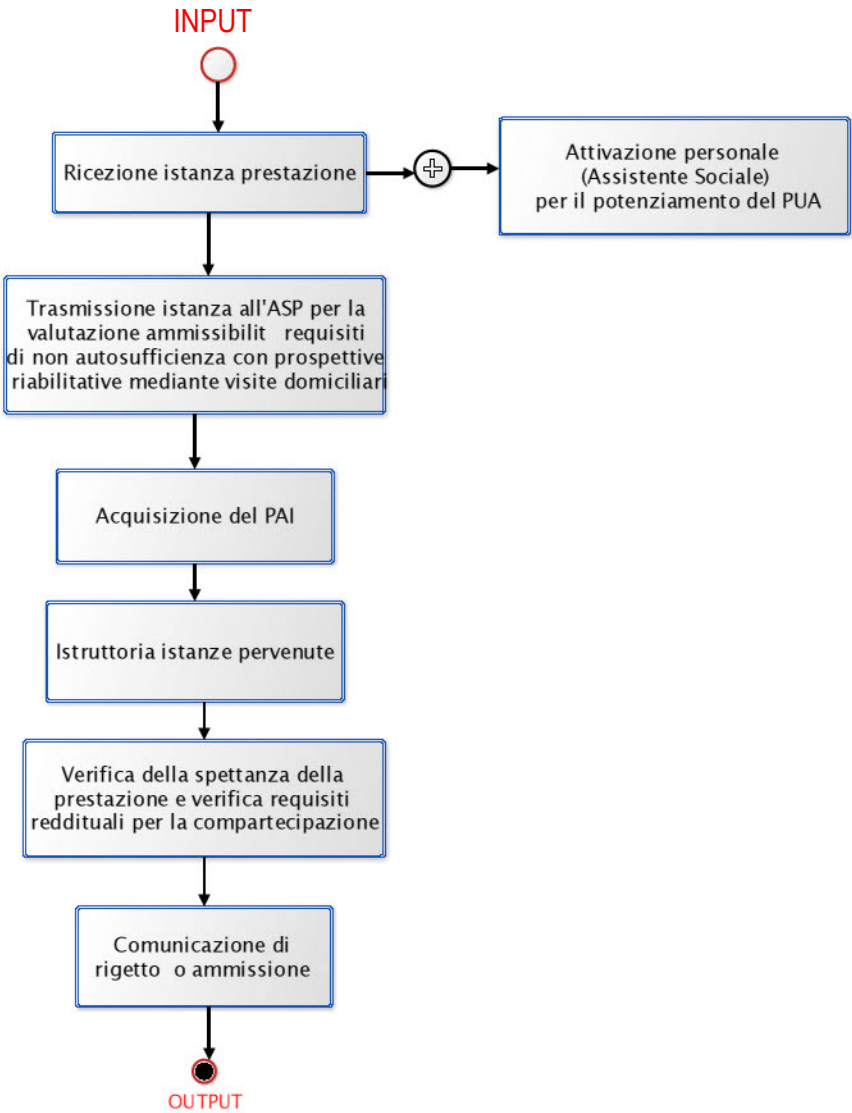 INPUT
Ricezione istanza prestazione
Attivazione personale
(Assistente Sociale)
per il potenziamento del PUA
Trasmissione istanza all'ASP per la
valutazione ammissibilit requisiti
di non autosufficienza con prospettive
riabilitative mediante visite domiciliari
Acquisizione del PAI
Istruttoria istanze pervenute
Verifica della spettanza della
prestazione e verifica requisiti
reddituali per la compartecipazione
Comunicazione di
rigetto o ammissione
OUTPUT